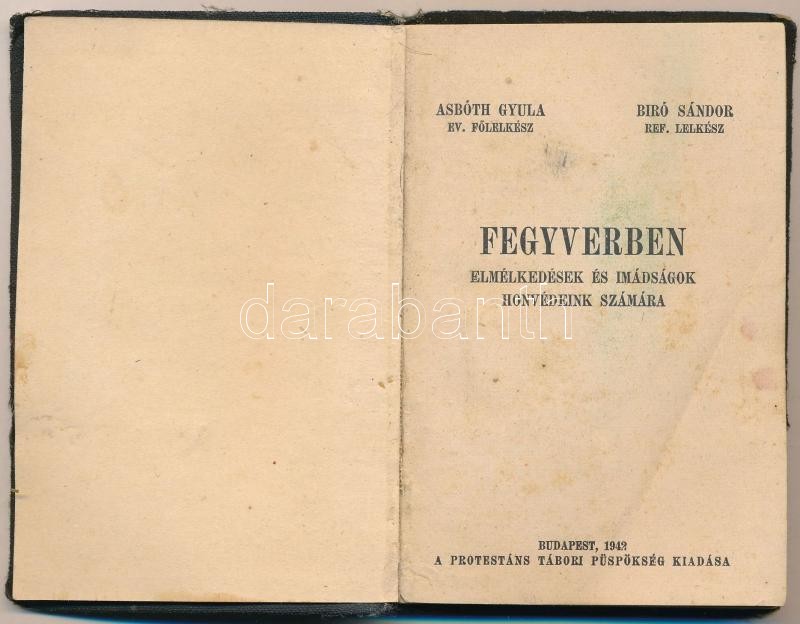 ASBÓTH GYULA
EV. FŐLELKÉSZ
BIRÓ SÁNDOR
REF. LELKÉSZ
FEGYVERBEN
ELMÉLKEDÉSEK ÉS IMÁDSÁGOK
HONVÉDEINK SZÁMÁRA
darabanth
BUDAPEST, 1942
A PROTESTÁNS TÁBORI PÜSPÖKSÉG KIADÁSA